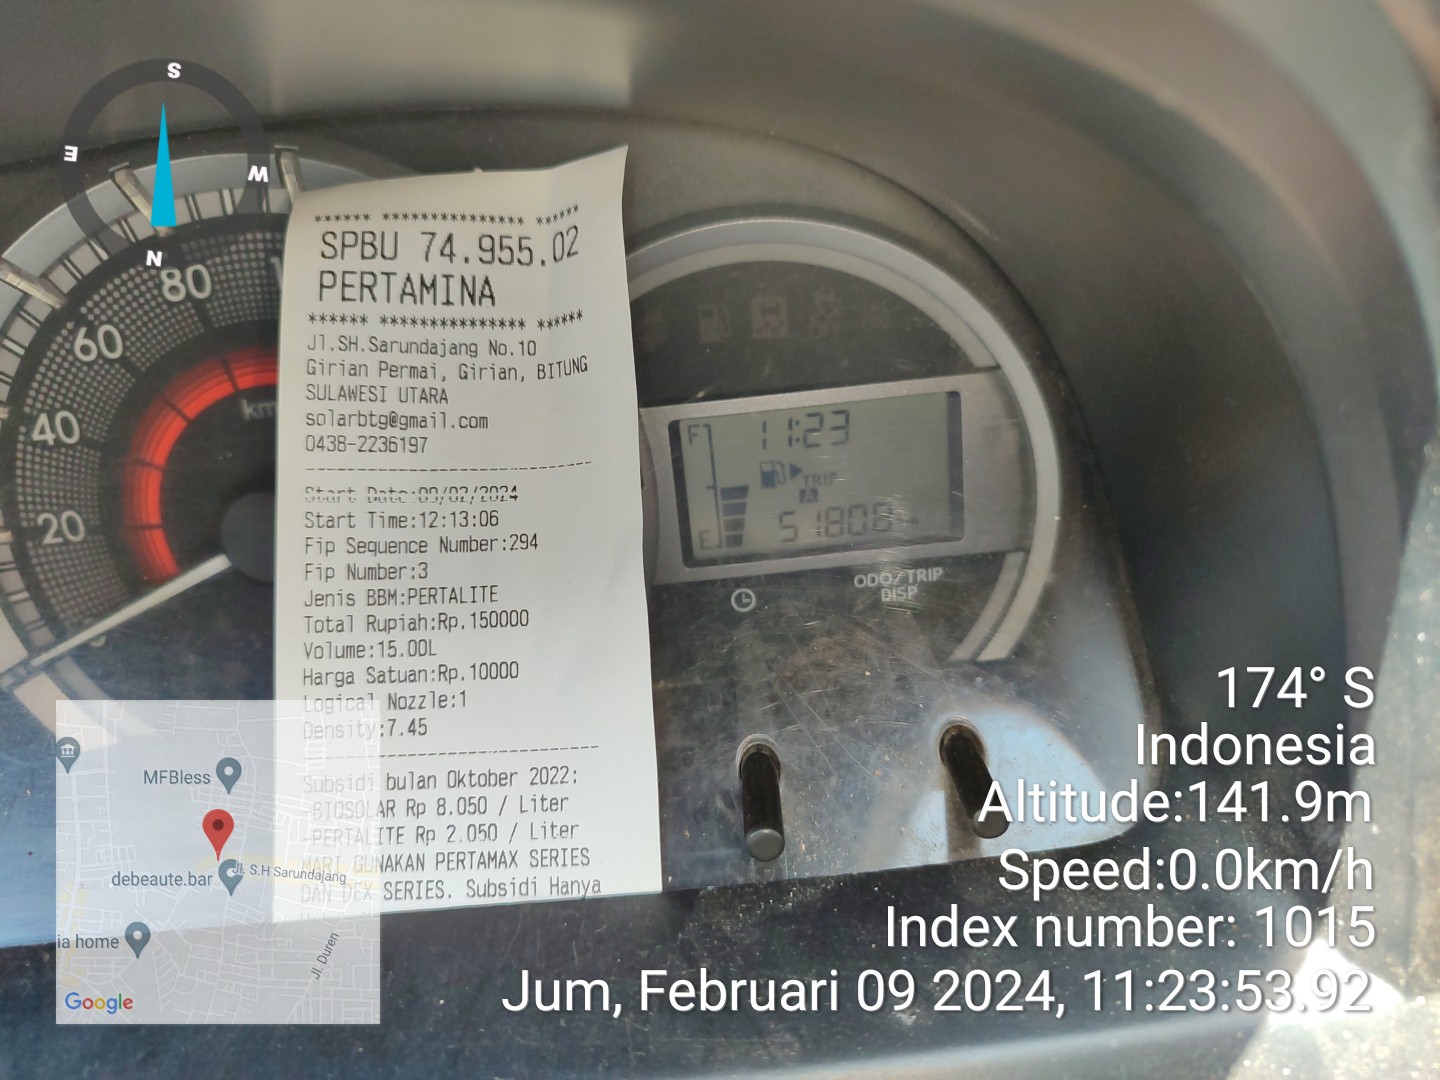 S
E
W
N
80
60
40
20
km
****** *************** ******
SPBU 74.955.02
PERTAMINA
****** *************** ******
Jl.SH.Sarundajang No.10
Girian Permai, Girian, BITUNG
SULAWESI UTARA
solarbtg@gmail.com
0438-2236197
Start Date:09/02/2024
Start Time:12:13:06
Fip Sequence Number:294
Fip Number:3
Jenis BBM:PERTALITE
Total Rupiah:Rp.150000
Volume:15.00L
Harga Satuan:Rp.10000
Logical Nozzle:1
Density:7.45
Subsidi bulan Oktober 2022:
-BIOSOLAR Rp 8.050 / Liter
-PERTALITE Rp 2.050 / Liter
MARI GUNAKAN PERTAMAX SERIES
DAN DEX SERIES. Subsidi Hanya
F
11:23
TRIP
A
E
51808
ODO/TRIP
DISP
174° S
Indonesia
Altitude:141.9m
Speed:0.0km/h
Index number: 1015
Jum, Februari 09 2024, 11:23:53.92
MFBless
debeaute.bar
Jl. S.H Sarundajang
ia home
Jl. Duren
Google